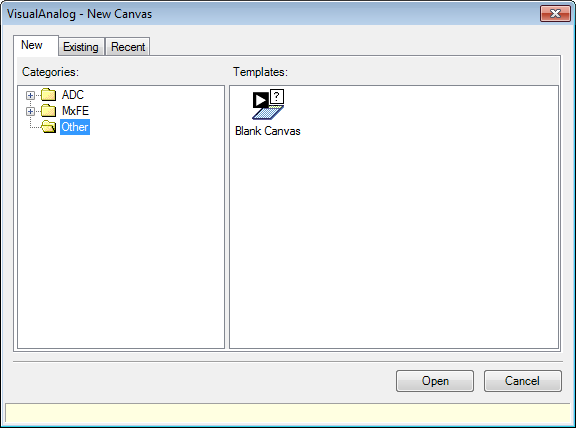 VisualAnalog - New Canvas
New Existing Recent
Categories: Templates:
ADC
MxFE
Other
?
Blank Canvas
Open Cancel